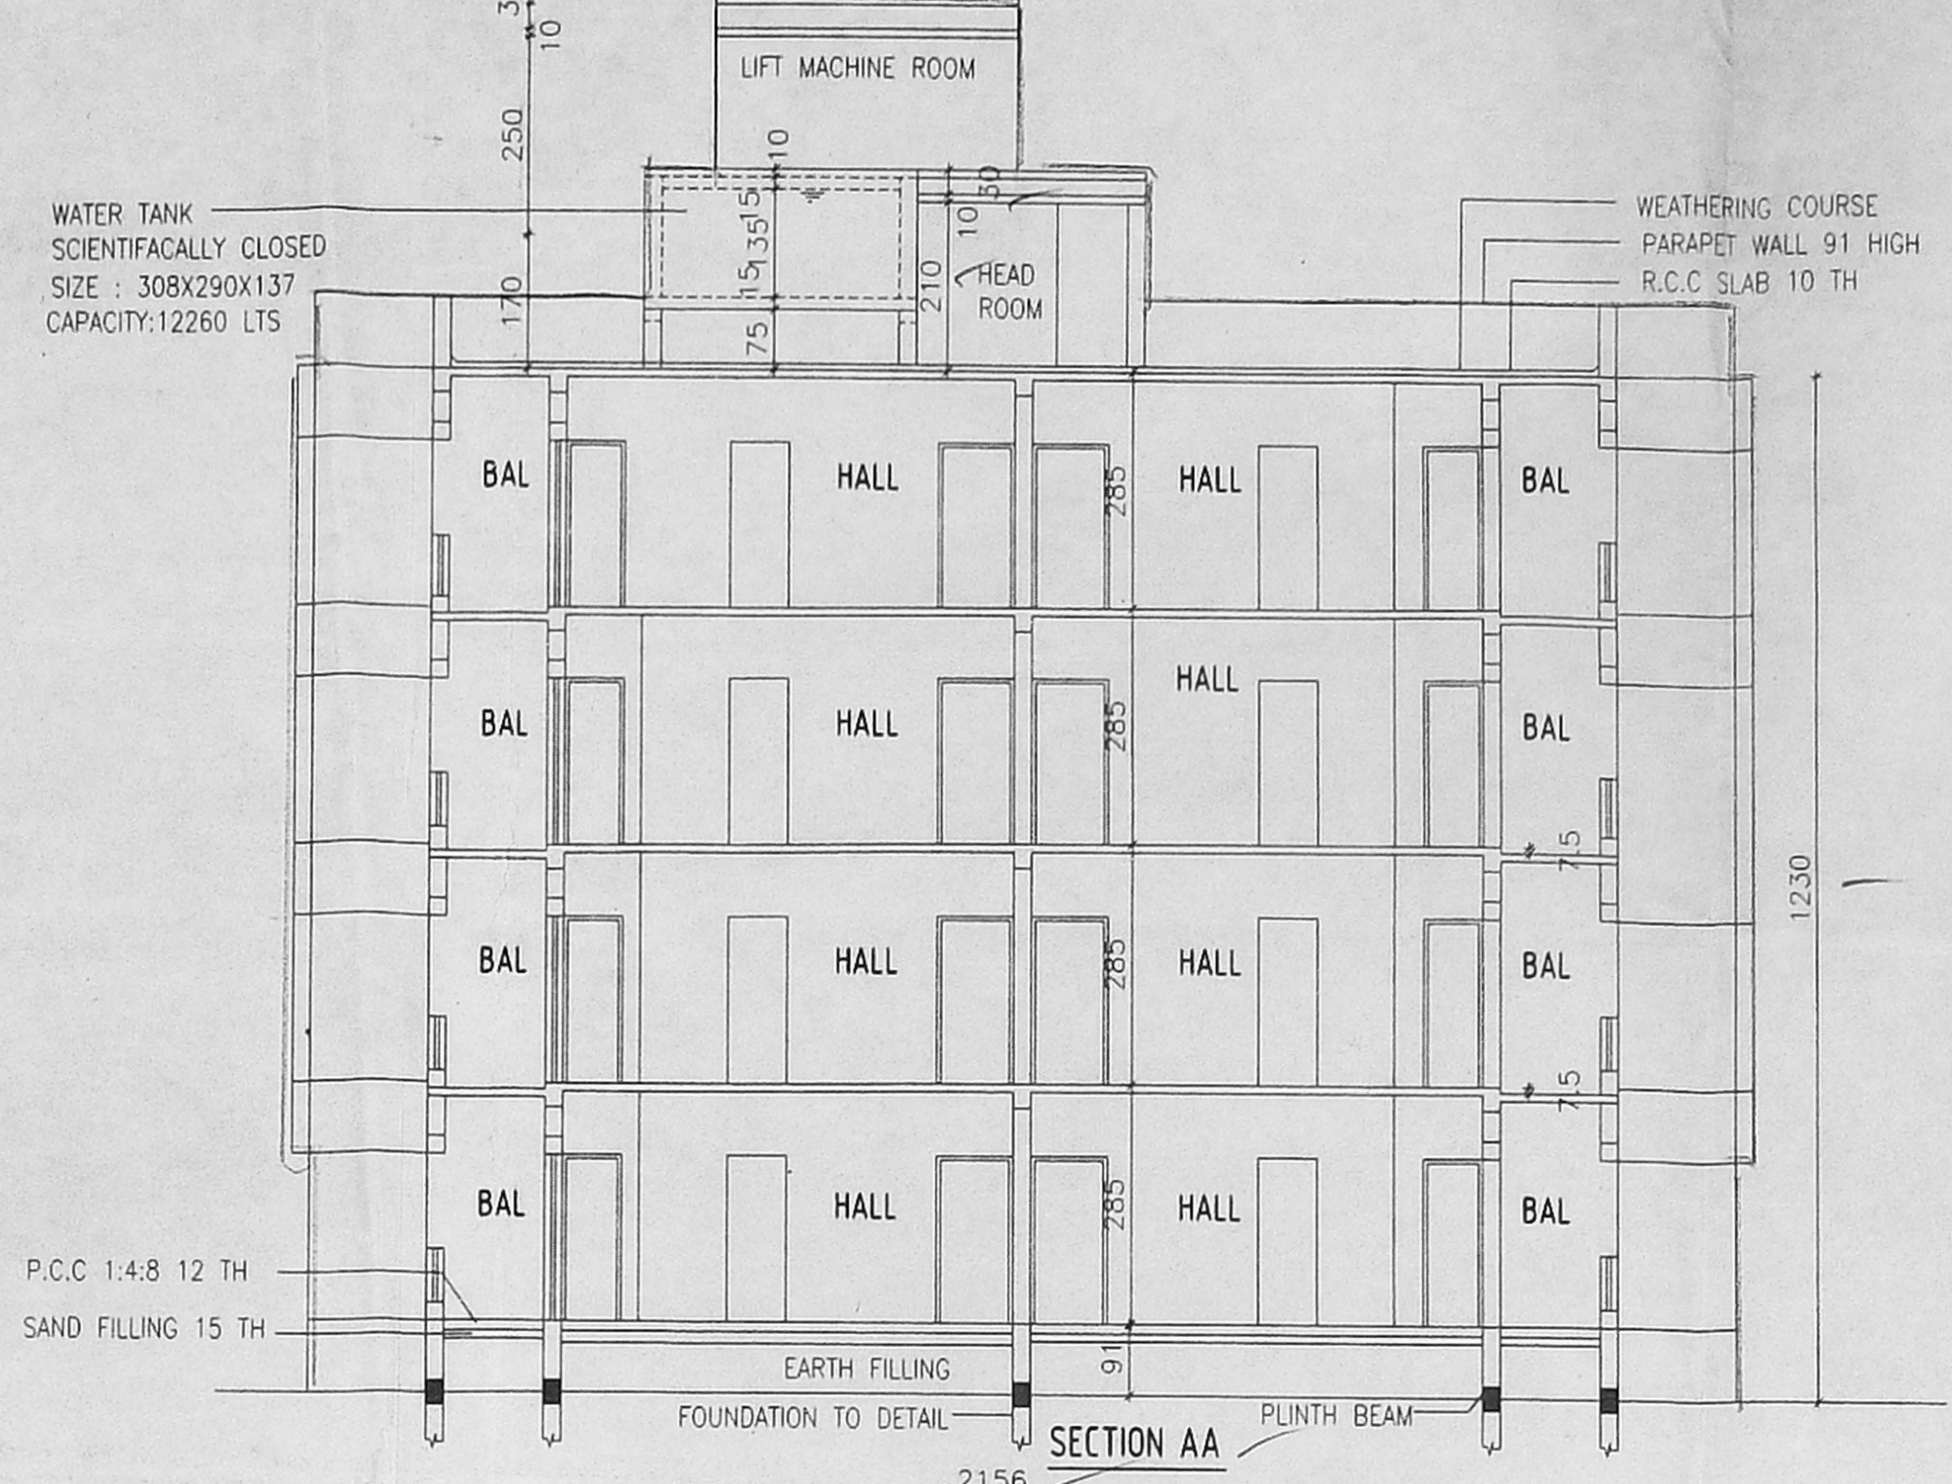 3
10
LIFT MACHINE ROOM
250
10
30
WATER TANK
SCIENTIFACALLY CLOSED
SIZE : 308X290X137
CAPACITY:12260 LTS
15
135
15
10
WEATHERING COURSE
PARAPET WALL 91 HIGH
R.C.C SLAB 10 TH
170
75
210
HEAD
ROOM
BAL
HALL
285
HALL
BAL
BAL
HALL
285
HALL
BAL
7.5
1230
BAL
HALL
285
HALL
BAL
7.5
BAL
HALL
285
HALL
BAL
P.C.C 1:4:8 12 TH
SAND FILLING 15 TH
EARTH FILLING
91
FOUNDATION TO DETAIL
PLINTH BEAM
SECTION AA
2156